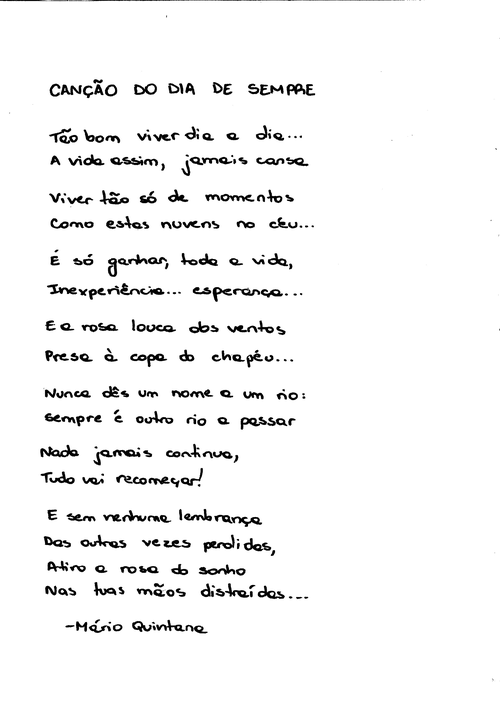 CANÇÃO DO DIA DE SEMPRE
Tão bom viver dia a dia...
A vida assim, jamais cansa
Viver tão só de momentos
Como estas nuvens no céu...
É só ganhar, toda a vida,
Inexperiência... esperança...
E a rosa louca dos ventos
Presa à copa do chapéu...
Nunca dês um nome a um rio:
Sempre é outro rio a passar
Nada jamais continua,
Tudo vai recomeçar!
E sem nenhuma lembrança
Das outras vezes perdidas,
Atiro a rosa do sonho
Nas tuas mãos distraídas...
-Mário Quintana